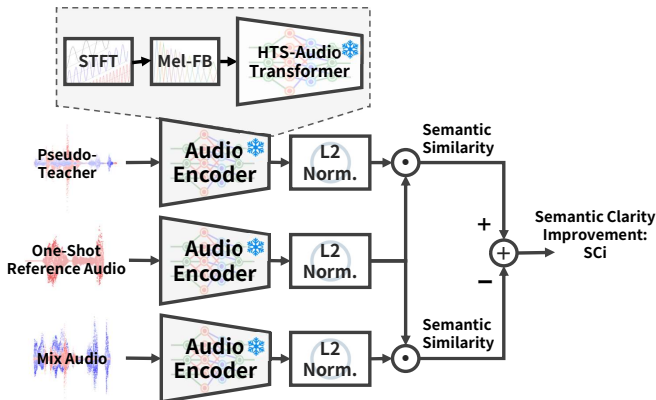 STFT
Mel-FB
HTS-Audio
Transformer
Pseudo-
Teacher
Audio
Encoder
L2
Norm.
Semantic
Similarity
One-Shot
Reference Audio
Audio
Encoder
L2
Norm.
+
+
−
Semantic Clarity
Improvement:
SCi
Mix Audio
Audio
Encoder
L2
Norm.
Semantic
Similarity